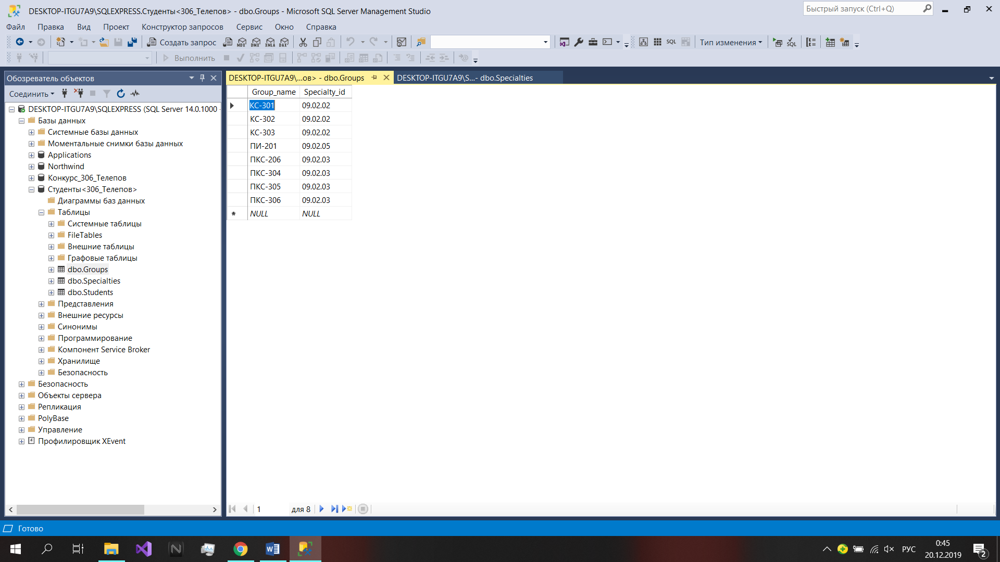 DESKTOP-ITGU7A9\SQLEXPRESS.Студенты<306_Телепов> - dbo.Groups - Microsoft SQL Server Management Studio
Быстрый запуск (Ctrl+Q)
Файл Правка Вид Проект Конструктор запросов Сервис Окно Справка
Создать запрос MDX DMX XMLA DAX SQL Тип изменения SQL
Выполнить
Обозреватель объектов
DESKTOP-ITGU7A9\...ов> - dbo.Groups DESKTOP-ITGU7A9\S...- dbo.Specialties
Соединить
DESKTOP-ITGU7A9\SQLEXPRESS (SQL Server 14.0.1000 -
Базы данных
Системные базы данных
Моментальные снимки базы данных
Applications
Northwind
Конкурс_306_Телепов
Студенты<306_Телепов>
Диаграммы баз данных
Таблицы
Системные таблицы
FileTables
Внешние таблицы
Графовые таблицы
dbo.Groups
dbo.Specialties
dbo.Students
Представления
Внешние ресурсы
Синонимы
Программирование
Компонент Service Broker
Хранилище
Безопасность
Безопасность
Объекты сервера
Репликация
PolyBase
Управление
Профилировщик XEvent
Group_name Specialty_id
КС-301 09.02.02
КС-302 09.02.02
КС-303 09.02.02
ПИ-201 09.02.05
ПКС-206 09.02.03
ПКС-304 09.02.03
ПКС-305 09.02.03
ПКС-306 09.02.03
NULL NULL
1 для 8
Готово
РУС
0:45
20.12.2019
2